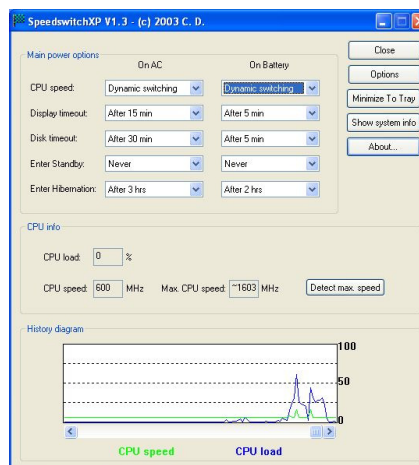 SpeedswitchXP V1.3 - (c) 2003 C. D.
Main power options
On AC On Battery
CPU speed: Dynamic switching Dynamic switching
Display timeout: After 15 min After 5 min
Disk timeout: After 30 min After 5 min
Enter Standby: Never Never
Enter Hibernation: After 3 hrs After 2 hrs
Close
Options
Minimize To Tray
Show system info
About...
CPU info
CPU load: 0 %
CPU speed: 600 MHz Max. CPU speed: ~1603 MHz Detect max. speed
History diagram
100
50
0
CPU speed CPU load